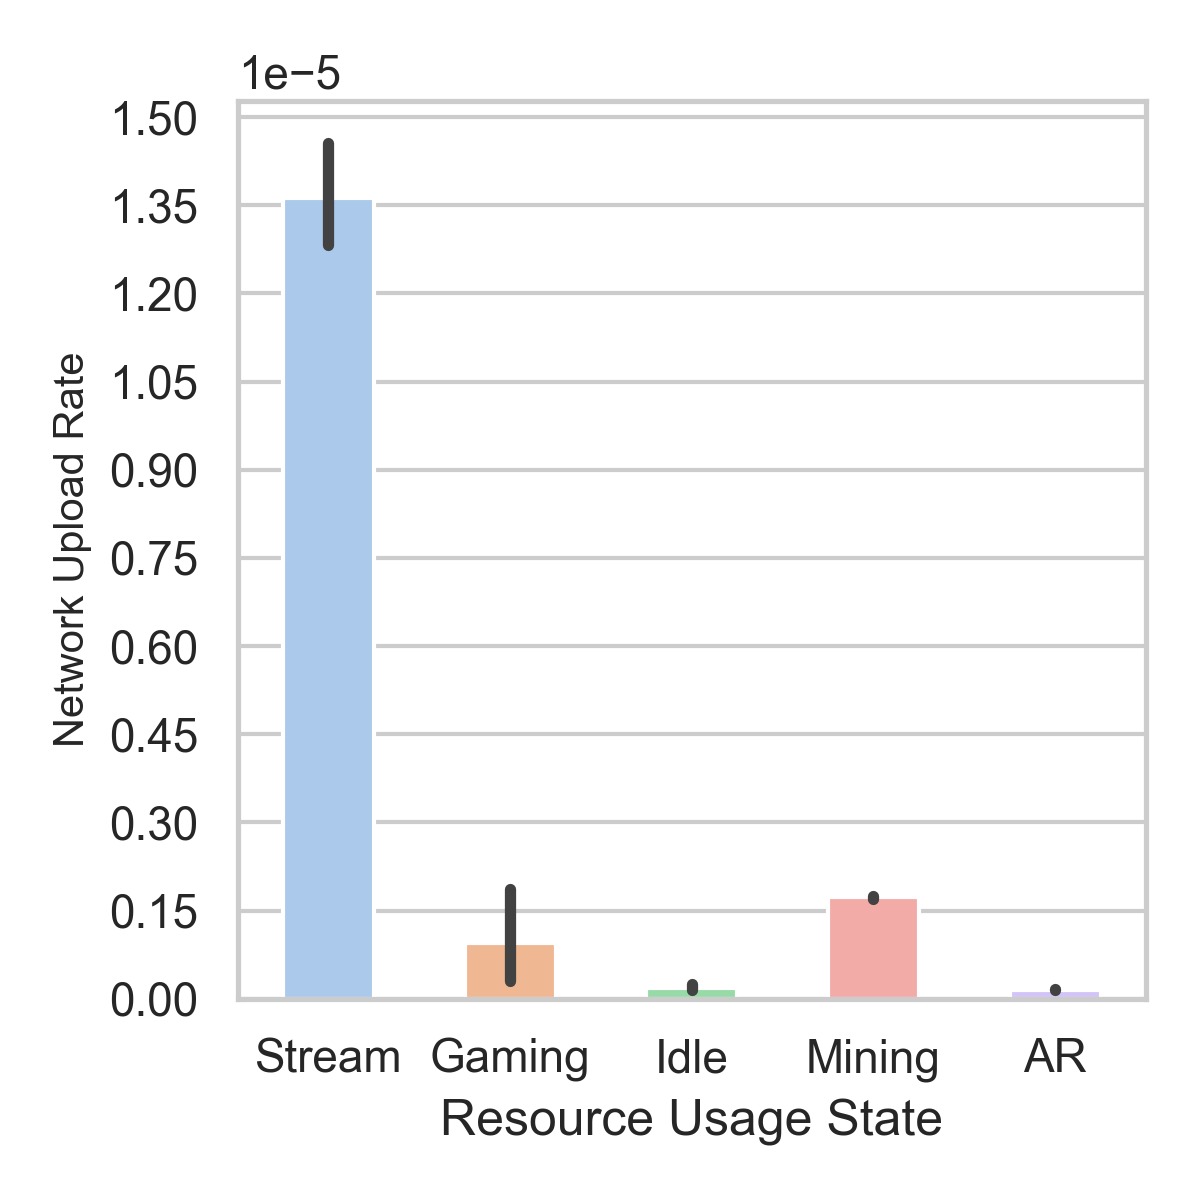 1e−5
1.50
1.35
1.20
1.05
0.90
0.75
0.60
0.45
0.30
0.15
0.00
Network Upload Rate
Stream Gaming Idle Mining AR
Resource Usage State